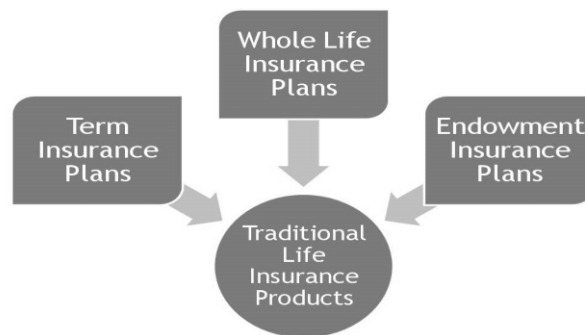 Whole Life
Insurance
Plans
Term
Insurance
Plans
Endowment
Insurance
Plans
Traditional
Life
Insurance
Products